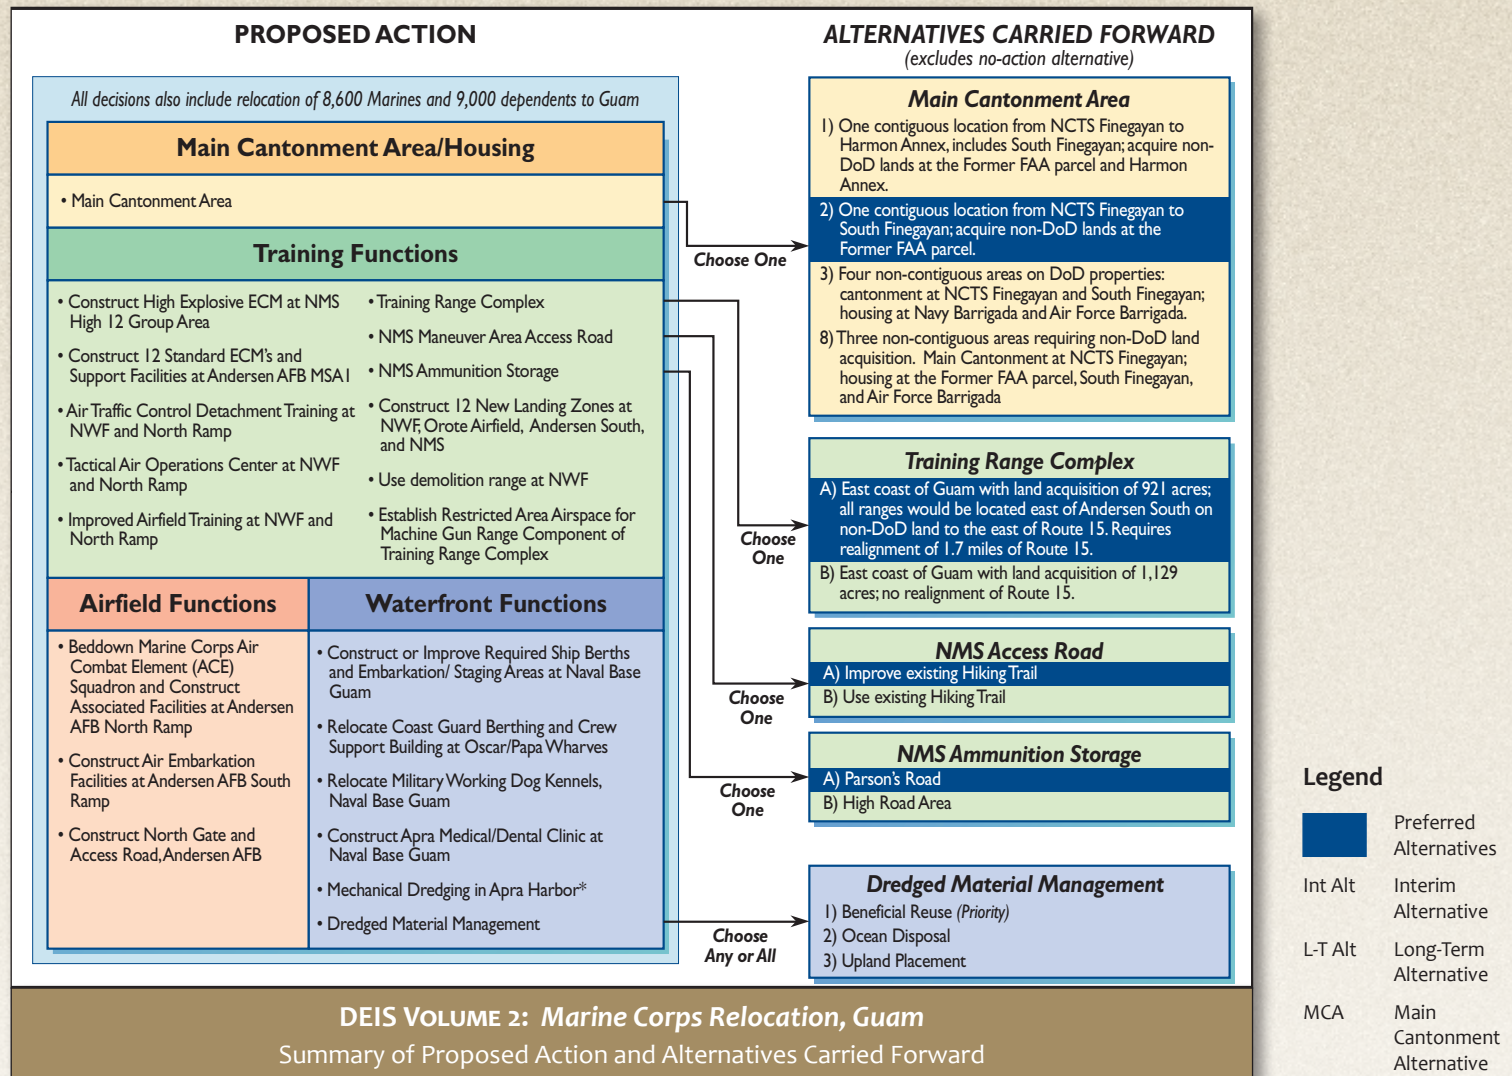 PROPOSED ACTION
All decisions also include relocation of 8,600 Marines and 9,000 dependents to Guam
Main Cantonment Area/Housing
• Main Cantonment Area
Training Functions
• Construct High Explosive ECM at NMS
High 12 Group Area
• Construct 12 Standard ECM's and
Support Facilities at Andersen AFB MSA1
• Air Traffic Control Detachment Training at
NWF and North Ramp
• Tactical Air Operations Center at NWF
and North Ramp
• Improved Airfield Training at NWF and
North Ramp
• Training Range Complex
• NMS Maneuver Area Access Road
• NMS Ammunition Storage
• Construct 12 New Landing Zones at
NWF, Orote Airfield, Andersen South,
and NMS
• Use demolition range at NWF
• Establish Restricted Area Airspace for
Machine Gun Range Component of
Training Range Complex
Airfield Functions
• Beddown Marine Corps Air
Combat Element (ACE)
Squadron and Construct
Associated Facilities at Andersen
AFB North Ramp
• Construct Air Embarkation
Facilities at Andersen AFB South
Ramp
• Construct North Gate and
Access Road, Andersen AFB
Waterfront Functions
• Construct or Improve Required Ship Berths
and Embarkation/ Staging Areas at Naval Base
Guam
• Relocate Coast Guard Berthing and Crew
Support Building at Oscar/Papa Wharves
• Relocate Military Working Dog Kennels,
Naval Base Guam
• Construct Apra Medical/Dental Clinic at
Naval Base Guam
• Mechanical Dredging in Apra Harbor*
• Dredged Material Management
Choose One
Choose
One
Choose
One
Choose
One
Choose
Any or All
ALTERNATIVES CARRIED FORWARD
(excludes no-action alternative)
Main Cantonment Area
1) One contiguous location from NCTS Finegayan to
Harmon Annex, includes South Finegayan; acquire non-
DoD lands at the Former FAA parcel and Harmon
Annex.
2) One contiguous location from NCTS Finegayan to
South Finegayan; acquire non-DoD lands at the
Former FAA parcel.
3) Four non-contiguous areas on DoD properties:
cantonment at NCTS Finegayan and South Finegayan;
housing at Navy Barrigada and Air Force Barrigada.
8) Three non-contiguous areas requiring non-DoD land
acquisition. Main Cantonment at NCTS Finegayan;
housing at the Former FAA parcel, South Finegayan,
and Air Force Barrigada
Training Range Complex
A) East coast of Guam with land acquisition of 921 acres;
all ranges would be located east of Andersen South on
non-DoD land to the east of Route 15. Requires
realignment of 1.7 miles of Route 15.
B) East coast of Guam with land acquisition of 1,129
acres; no realignment of Route 15.
NMS Access Road
A) Improve existing Hiking Trail
B) Use existing Hiking Trail
NMS Ammunition Storage
A) Parson's Road
B) High Road Area
Dredged Material Management
1) Beneficial Reuse (Priority)
2) Ocean Disposal
3) Upland Placement
Legend
Preferred
Alternatives
Int Alt Interim
Alternative
L-T Alt Long-Term
Alternative
MCA Main
Cantonment
Alternative
DEIS VOLUME 2: Marine Corps Relocation, Guam
Summary of Proposed Action and Alternatives Carried Forward